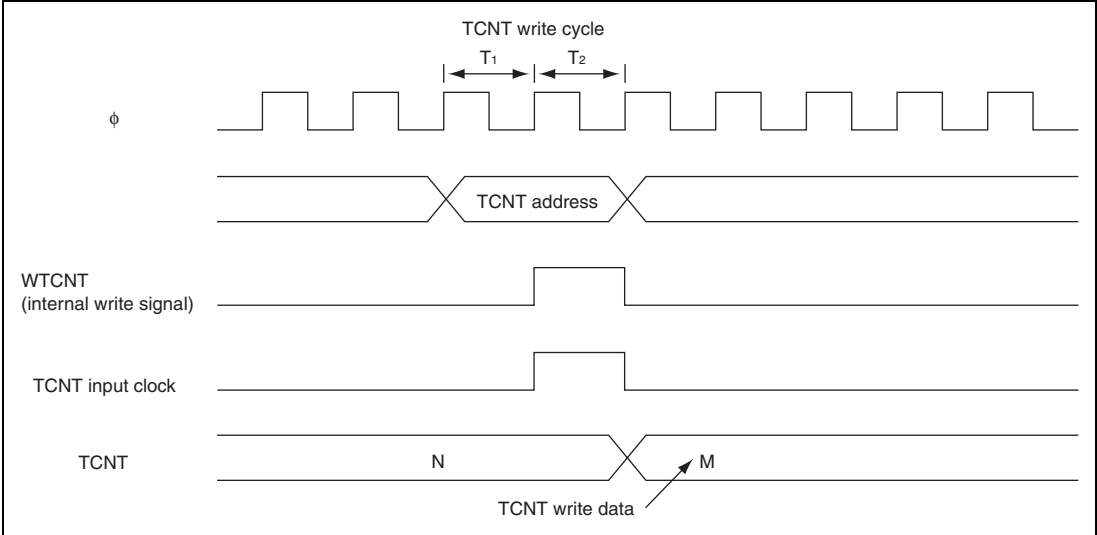 TCNT write cycle
T1 T2
ϕ
TCNT address
WTCNT
(internal write signal)
TCNT input clock
TCNT N M
TCNT write data